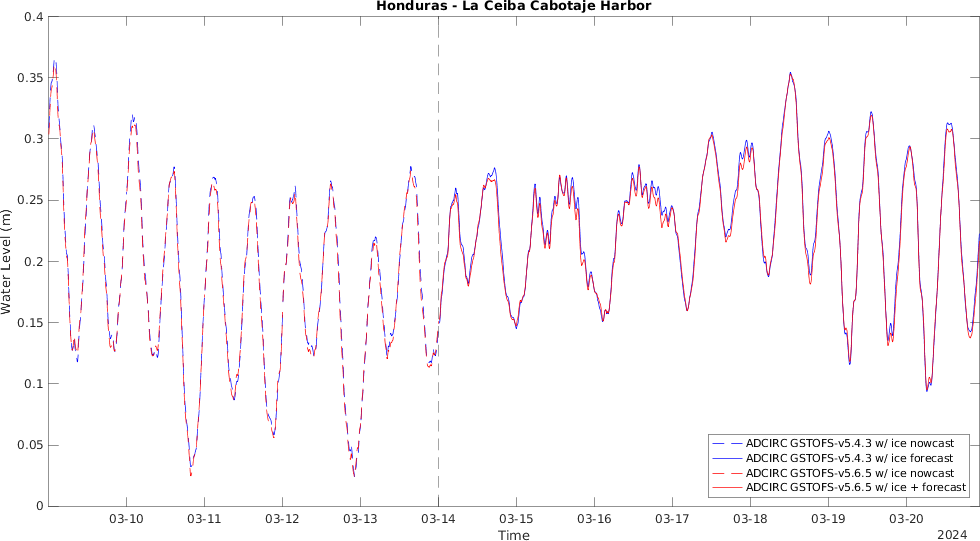 Honduras - La Ceiba Cabotaje Harbor
0.4
0.35
0.3
0.25
0.2
0.15
0.1
0.05
0
Water Level (m)
ADCIRC GSTOFS-v5.4.3 w/ ice nowcast
ADCIRC GSTOFS-v5.4.3 w/ ice forecast
ADCIRC GSTOFS-v5.6.5 w/ ice nowcast
ADCIRC GSTOFS-v5.6.5 w/ ice + forecast
03-10 03-11 03-12 03-13 03-14 03-15 03-16 03-17 03-18 03-19 03-20
Time
2024